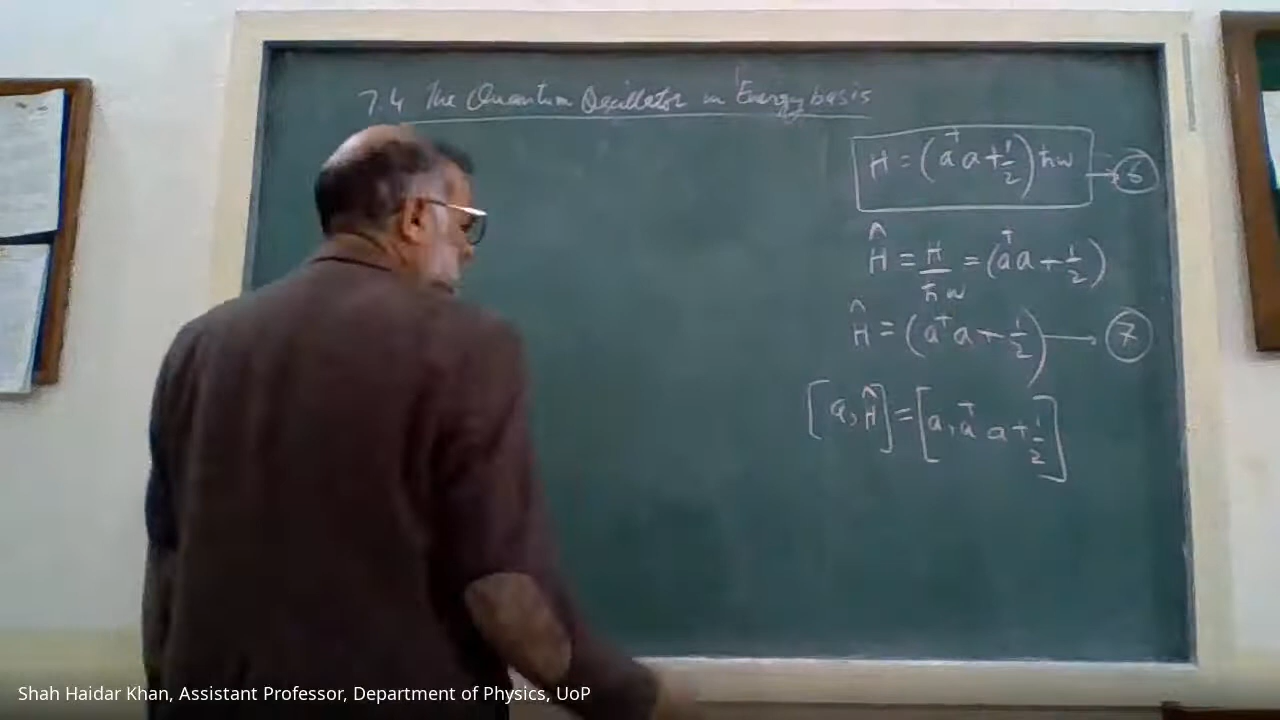 7.4 The Quantum Oscillator in Energy basis
H = (a†a + 1/2) ħω → 6
Ĥ = H/ħω = (a†a + 1/2)
Ĥ = (a†a + 1/2) → 7
[a, Ĥ] = [a, a†a + 1/2]
Shah Haidar Khan, Assistant Professor, Department of Physics, UoP